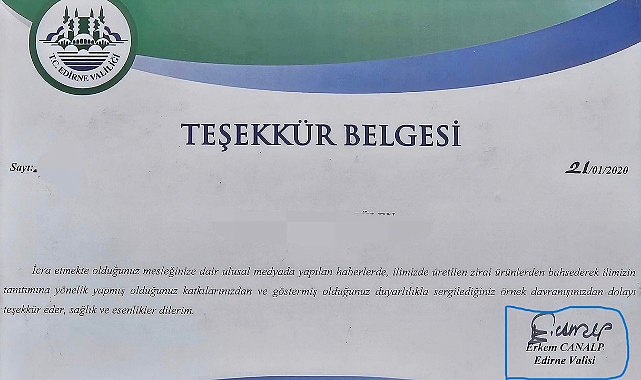 T.C. EDİRNE VALİLİĞİ
TEŞEKKÜR BELGESİ
Sayı:
21/01/2020
İcra etmekte olduğunuz mesleğinize dair ulusal medyada yapılan haberlerde, ilimizde üretilen zirai ürünlerden bahsederek ilimizin
tanıtımına yönelik yapmış olduğunuz katkılarınızdan ve göstermiş olduğunuz duyarlılıkla sergilediğiniz örnek davranışınızdan dolayı
teşekkür eder, sağlık ve esenlikler dilerim.
Erkem CANALP
Edirne Valisi